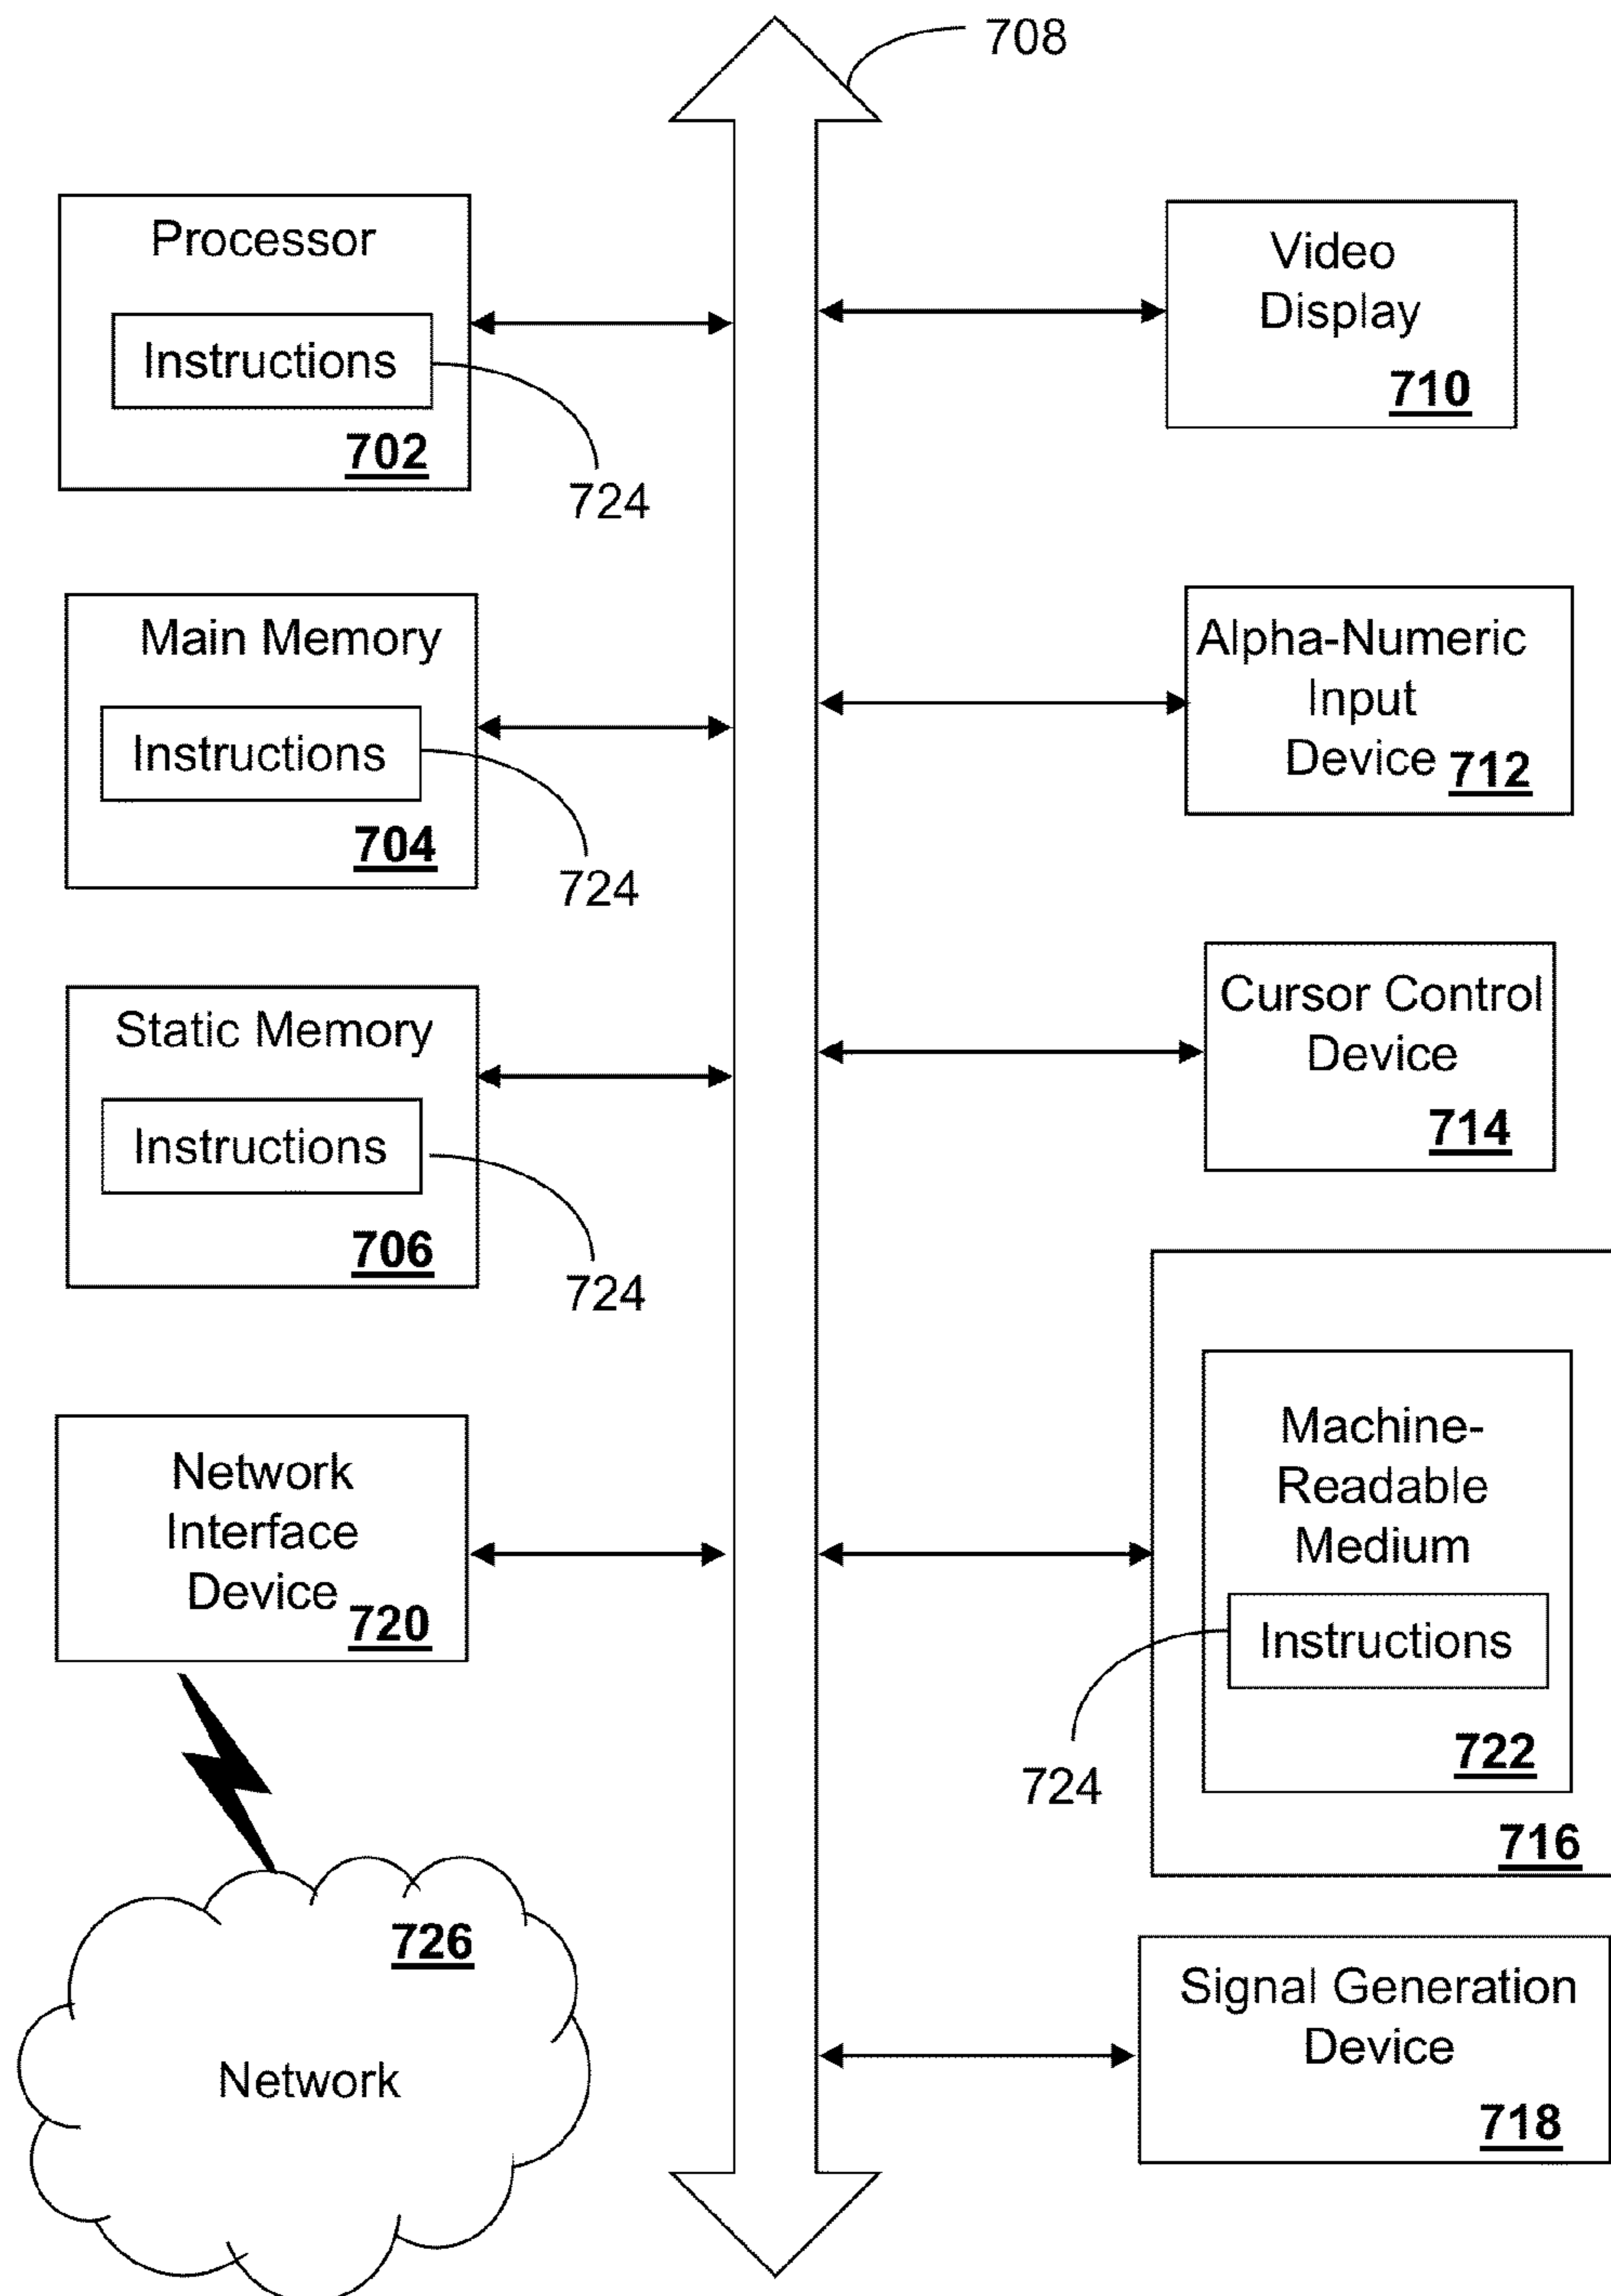 708
Processor
Instructions
702
724
Main Memory
Instructions
704
724
Static Memory
Instructions
706
724
Network
Interface
Device
720
726
Network
Video
Display
710
Alpha-Numeric
Input
Device
712
Cursor Control
Device
714
Machine-
Readable
Medium
Instructions
722
724
716
Signal Generation
Device
718